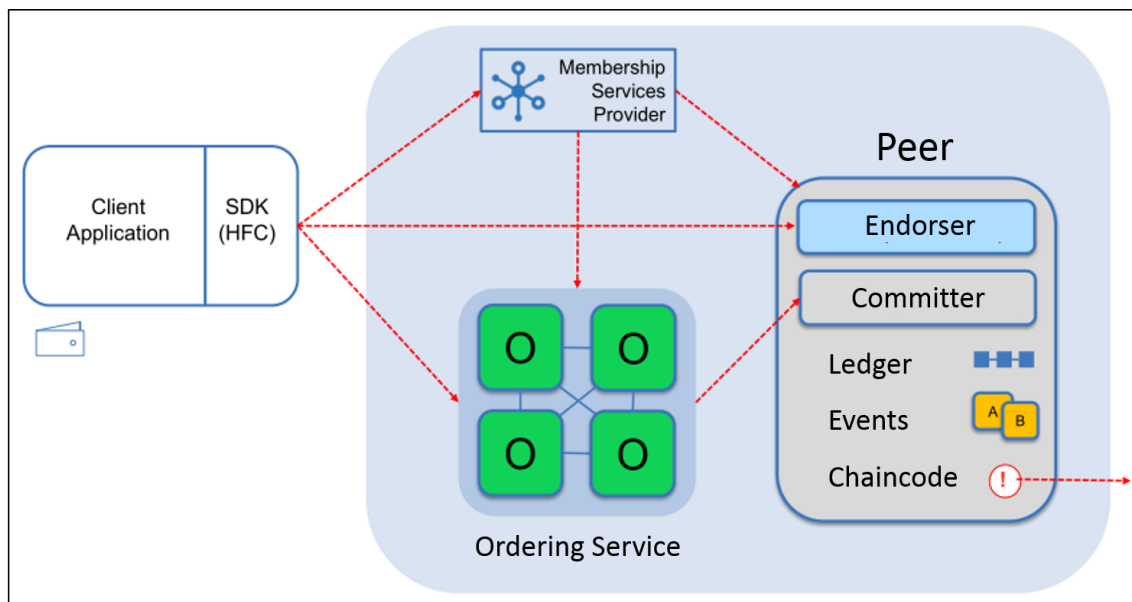 Membership
Services
Provider
Peer
Client
Application
SDK
(HFC)
Endorser
Committer
O
O
Ledger
Events
A
B
O
O
Chaincode
!
Ordering Service